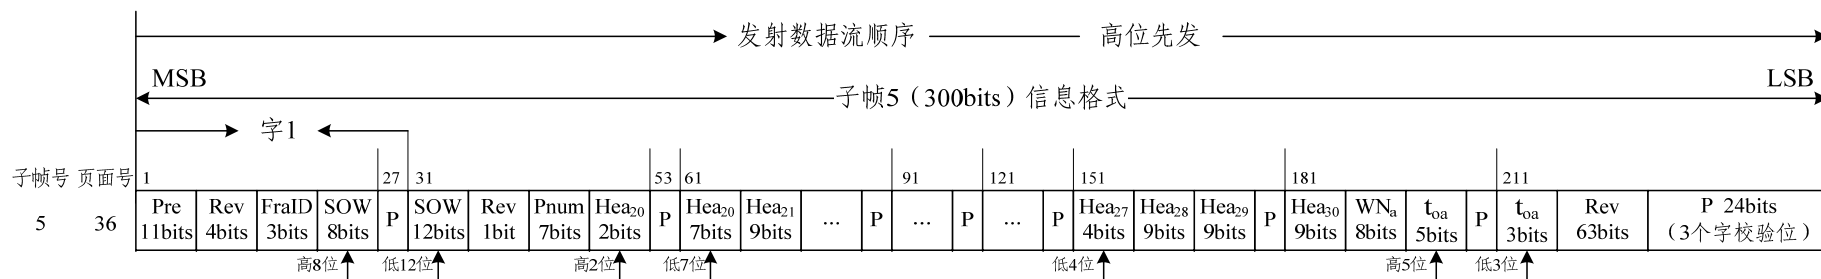 发射数据流顺序 高位先发
MSB LSB
子帧5（300bits）信息格式
字1
子帧号 页面号 1 27 31 53 61 91 121 151 181 211
5 36 Pre 11bits Rev 4bits FraID 3bits SOW 8bits P SOW 12bits Rev 1bit Pnum 7bits Hea20 2bits P Hea20 7bits Hea21 9bits ... P ... P ... P Hea27 4bits Hea28 9bits Hea29 9bits P Hea30 9bits WNa 8bits toa 5bits P toa 3bits Rev 63bits P 24bits（3个字校验位）
高8位 低12位 高2位 低7位 低4位 高5位 低3位